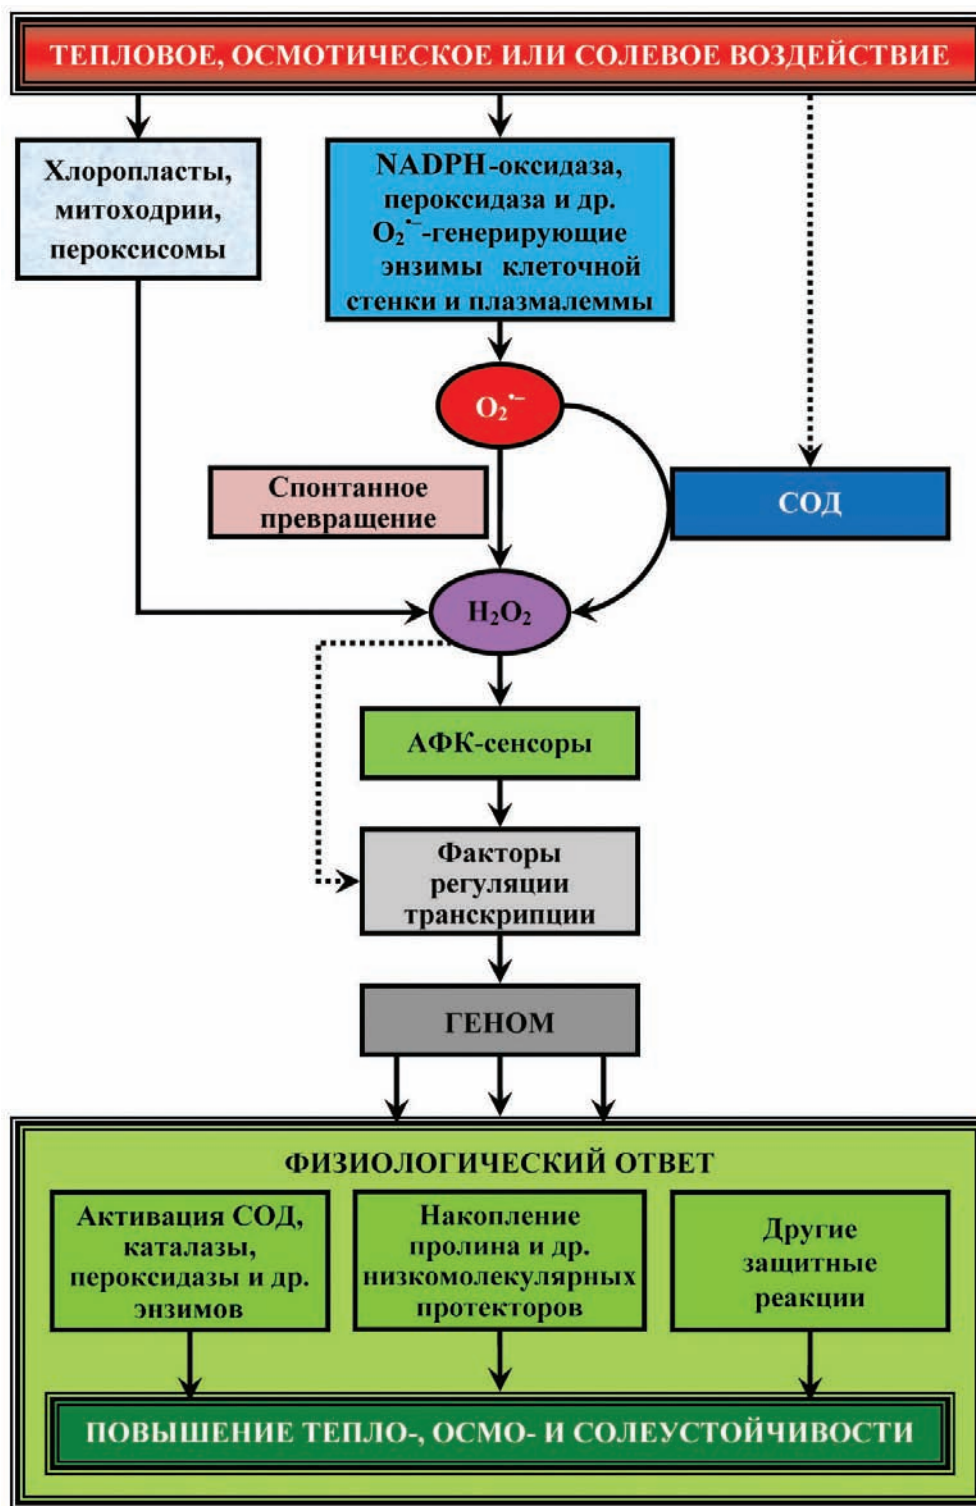 ТЕПЛОВОЕ, ОСМОТИЧЕСКОЕ ИЛИ СОЛЕВОЕ ВОЗДЕЙСТВИЕ
Хлоропласты,
митоходрии,
пероксисомы
NADPH-оксидаза,
пероксидаза и др.
O₂•⁻-генерирующие
энзимы клеточной
стенки и плазмалеммы
O₂•⁻
Спонтанное
превращение
СОД
H₂O₂
АФК-сенсоры
Факторы
регуляции
транскрипции
ГЕНОМ
ФИЗИОЛОГИЧЕСКИЙ ОТВЕТ
Активация СОД,
каталазы,
пероксидазы и др.
энзимов
Накопление
пролина и др.
низкомолекулярных
протекторов
Другие
защитные
реакции
ПОВЫШЕНИЕ ТЕПЛО-, ОСМО- И СОЛЕУСТОЙЧИВОСТИ